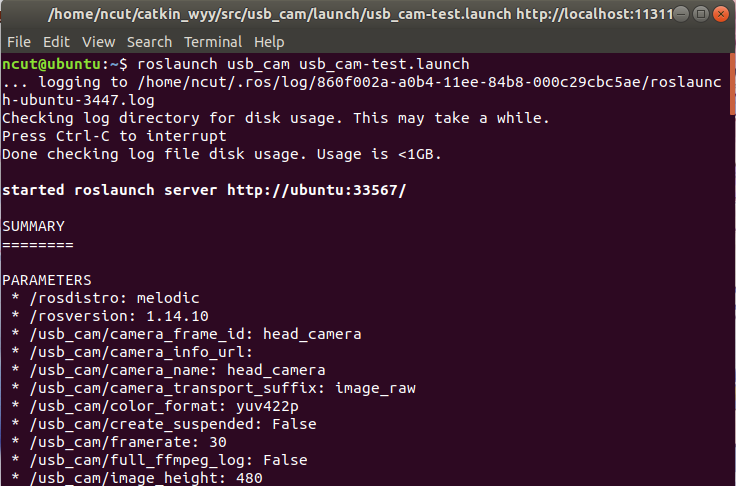 /home/ncut/catkin_wyy/src/usb_cam/launch/usb_cam-test.launch http://localhost:11311
File Edit View Search Terminal Help
ncut@ubuntu:~$ roslaunch usb_cam usb_cam-test.launch
... logging to /home/ncut/.ros/log/860f002a-a0b4-11ee-84b8-000c29cbc5ae/roslaunc
h-ubuntu-3447.log
Checking log directory for disk usage. This may take a while.
Press Ctrl-C to interrupt
Done checking log file disk usage. Usage is <1GB.
started roslaunch server http://ubuntu:33567/
SUMMARY
========
PARAMETERS
* /rosdistro: melodic
* /rosversion: 1.14.10
* /usb_cam/camera_frame_id: head_camera
* /usb_cam/camera_info_url:
* /usb_cam/camera_name: head_camera
* /usb_cam/camera_transport_suffix: image_raw
* /usb_cam/color_format: yuv422p
* /usb_cam/create_suspended: False
* /usb_cam/framerate: 30
* /usb_cam/full_ffmpeg_log: False
* /usb_cam/image_height: 480